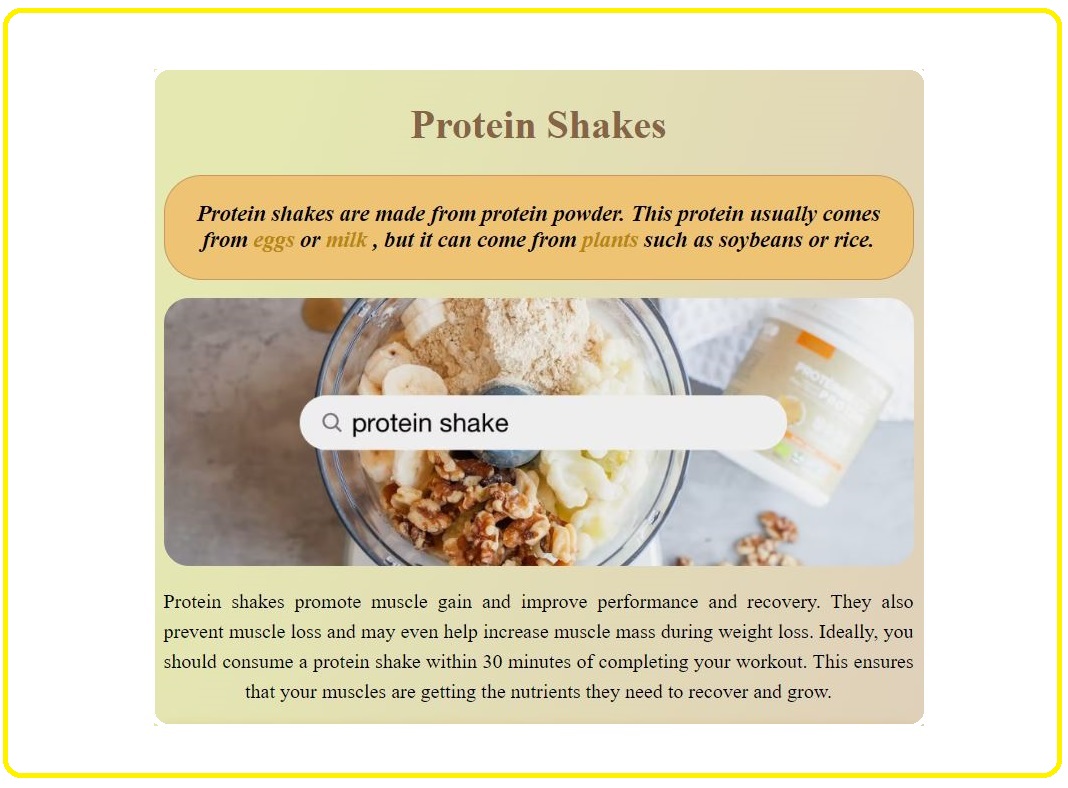 Protein Shakes
Protein shakes are made from protein powder. This protein usually comes
from eggs or milk , but it can come from plants such as soybeans or rice.
protein shake
Protein shakes promote muscle gain and improve performance and recovery. They also
prevent muscle loss and may even help increase muscle mass during weight loss. Ideally, you
should consume a protein shake within 30 minutes of completing your workout. This ensures
that your muscles are getting the nutrients they need to recover and grow.